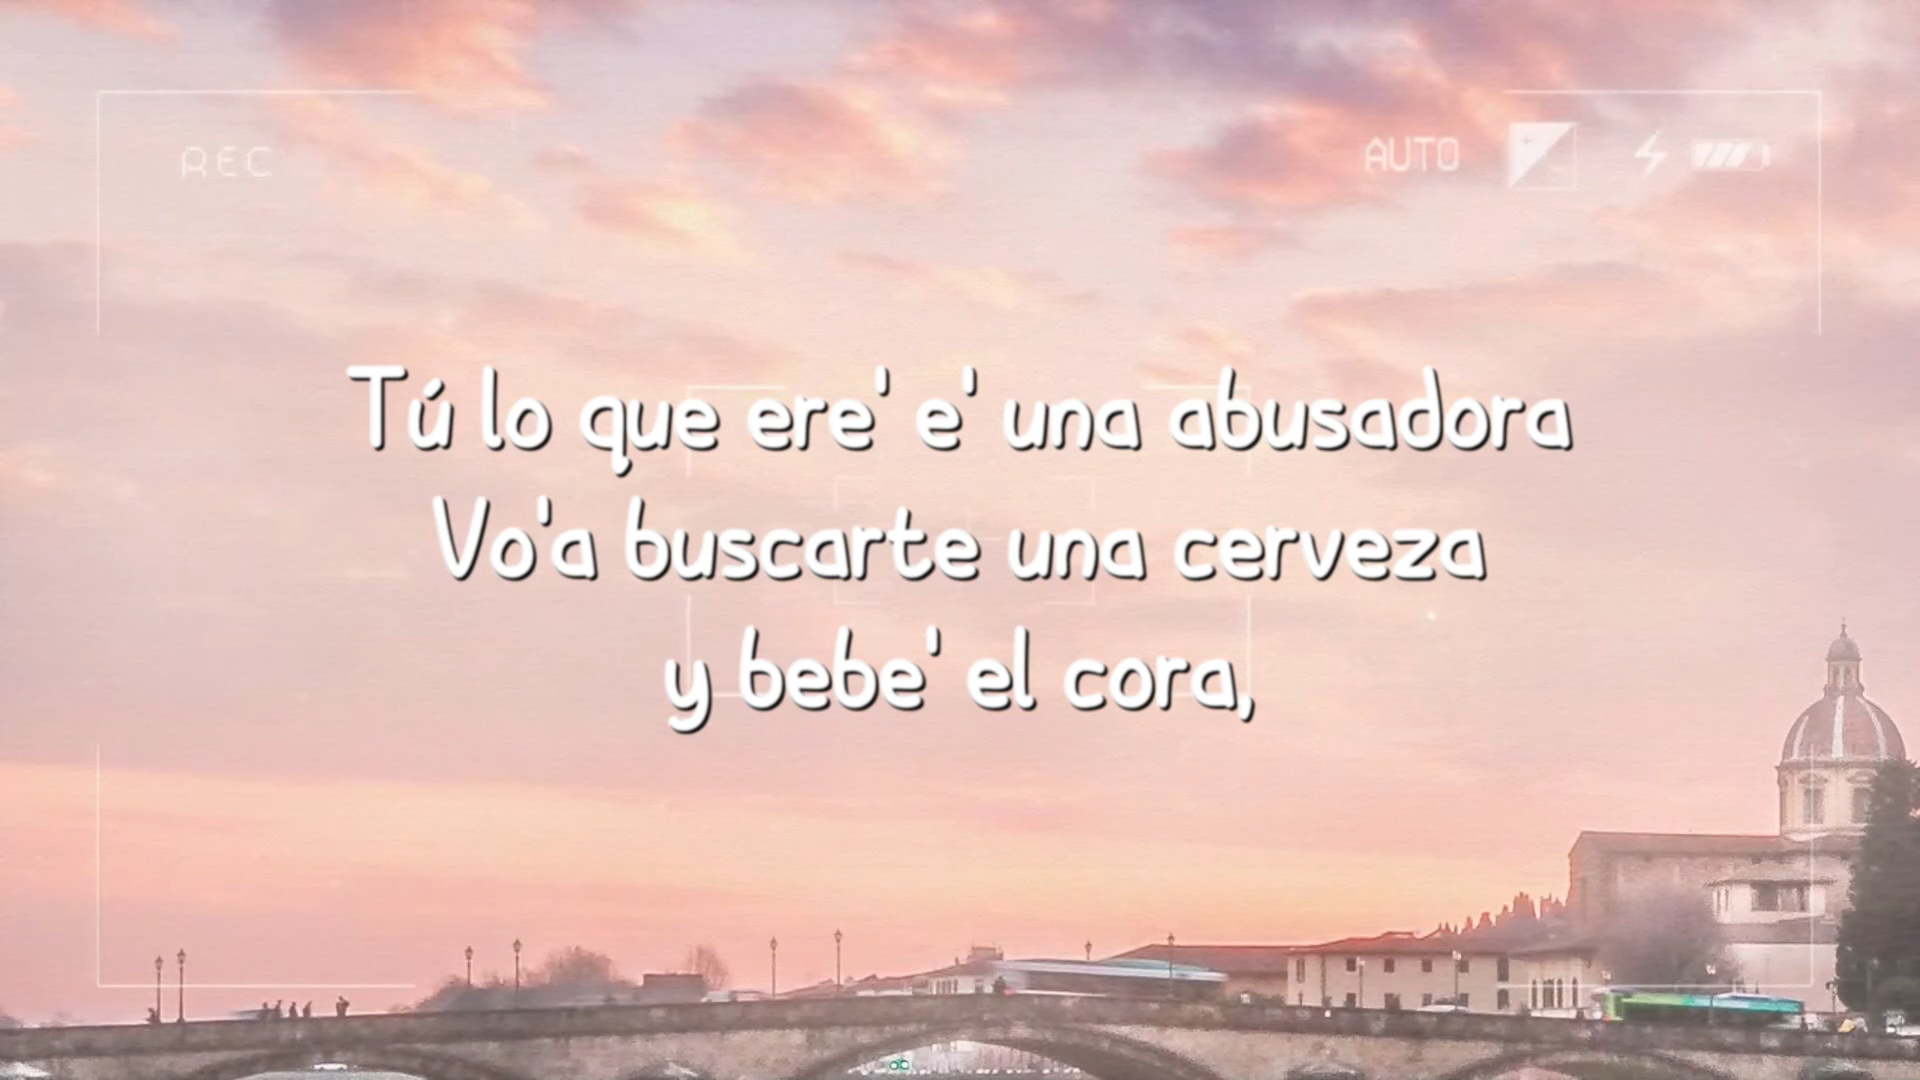 REC
AUTO
Tú lo que ere' e' una abusadora
Vo'a buscarte una cerveza
y bebe' el cora,